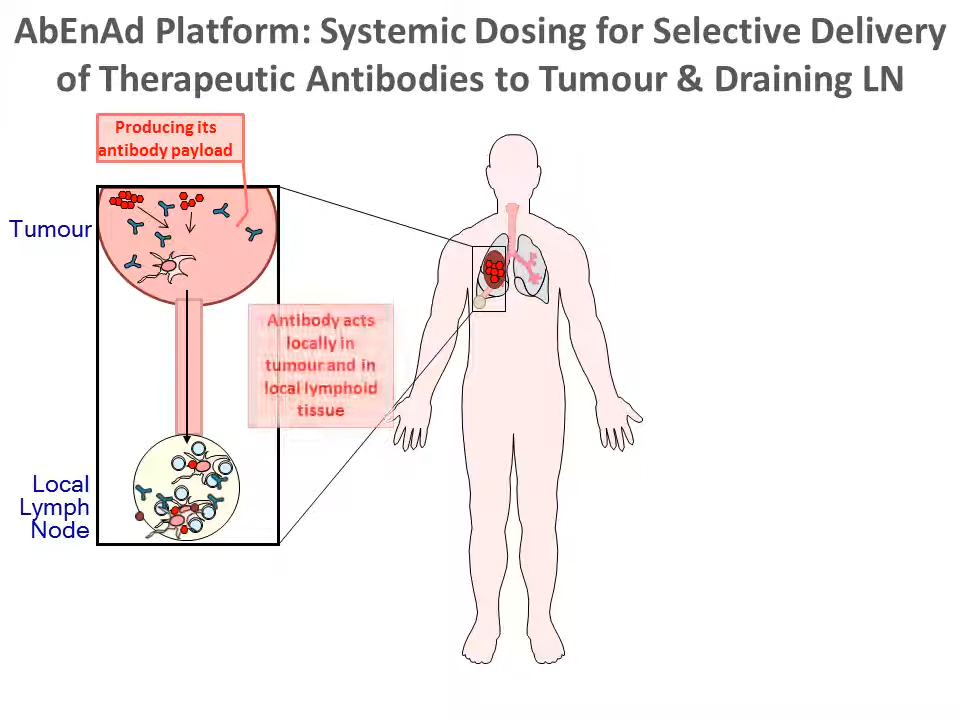 AbEnAd Platform: Systemic Dosing for Selective Delivery
of Therapeutic Antibodies to Tumour & Draining LN
Producing its
antibody payload
Tumour
Antibody acts
locally in
tumour and in
local lymphoid
tissue
Local
Lymph
Node